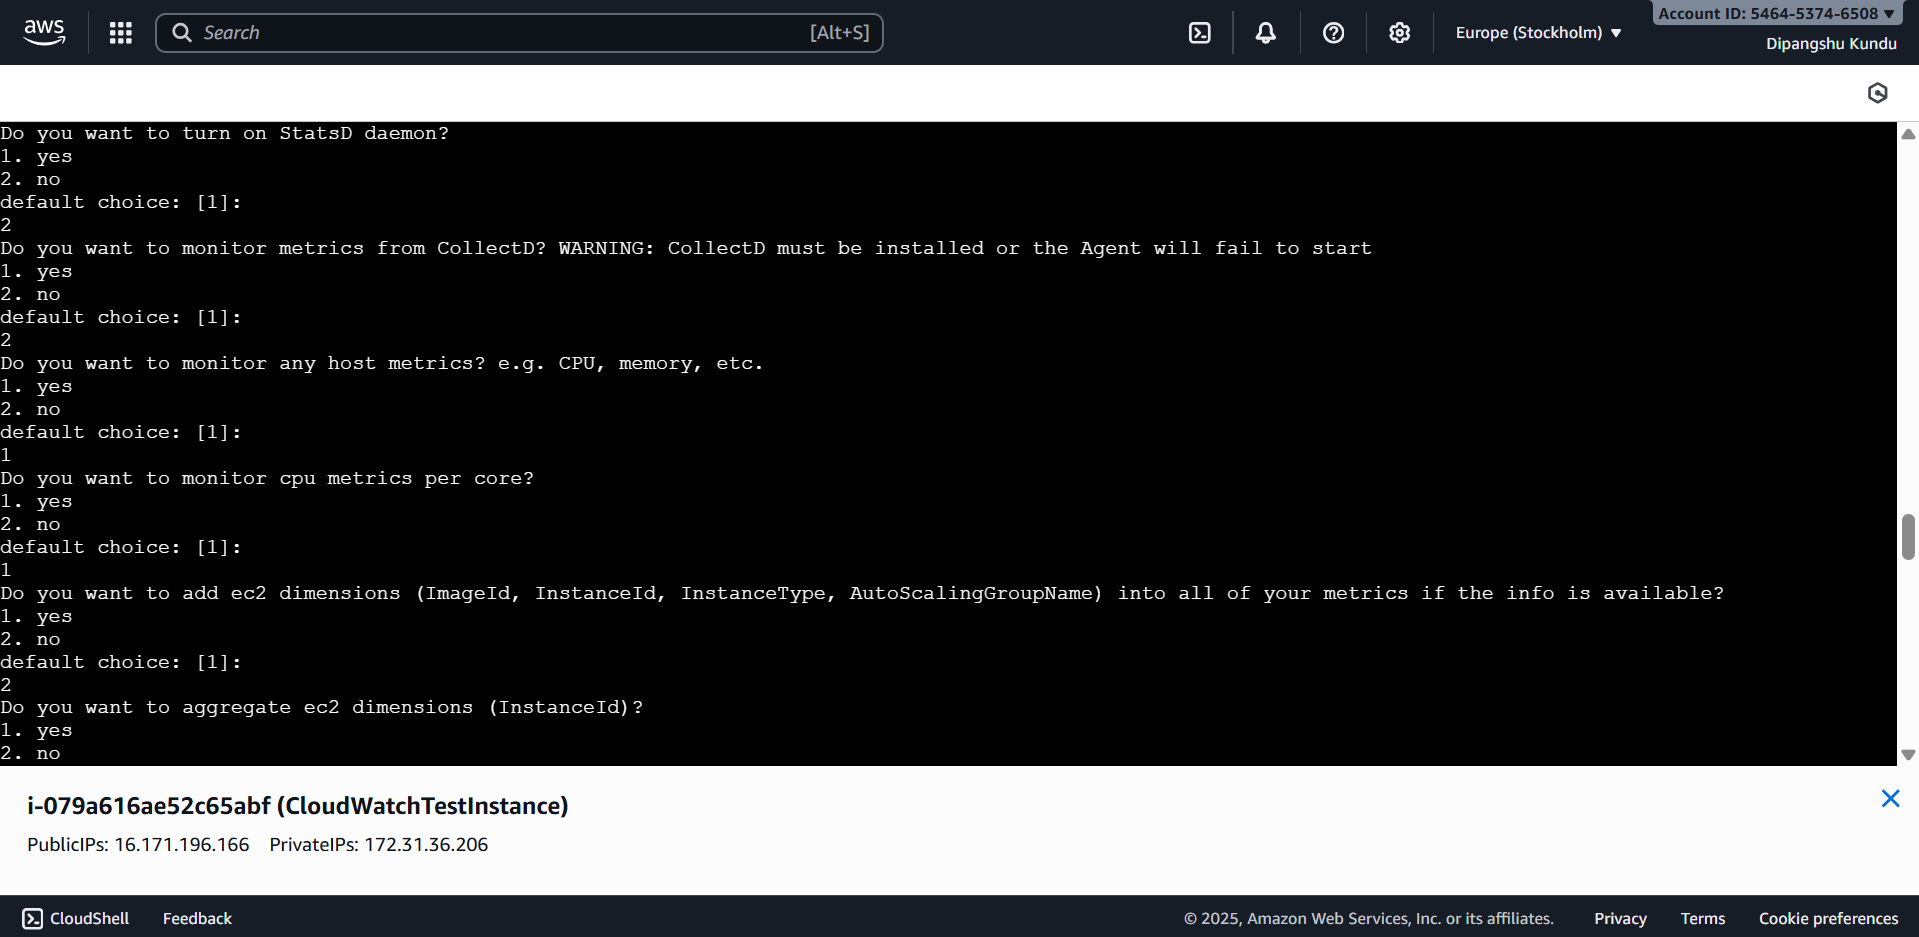 aws
Search
[Alt+S]
Europe (Stockholm) ▼
Account ID: 5464-5374-6508 ▼
Dipangshu Kundu
Do you want to turn on StatsD daemon?
1. yes
2. no
default choice: [1]:
2
Do you want to monitor metrics from CollectD? WARNING: CollectD must be installed or the Agent will fail to start
1. yes
2. no
default choice: [1]:
2
Do you want to monitor any host metrics? e.g. CPU, memory, etc.
1. yes
2. no
default choice: [1]:
1
Do you want to monitor cpu metrics per core?
1. yes
2. no
default choice: [1]:
1
Do you want to add ec2 dimensions (ImageId, InstanceId, InstanceType, AutoScalingGroupName) into all of your metrics if the info is available?
1. yes
2. no
default choice: [1]:
2
Do you want to aggregate ec2 dimensions (InstanceId)?
1. yes
2. no
i-079a616ae52c65abf (CloudWatchTestInstance)
PublicIPs: 16.171.196.166 PrivateIPs: 172.31.36.206
CloudShell Feedback © 2025, Amazon Web Services, Inc. or its affiliates. Privacy Terms Cookie preferences